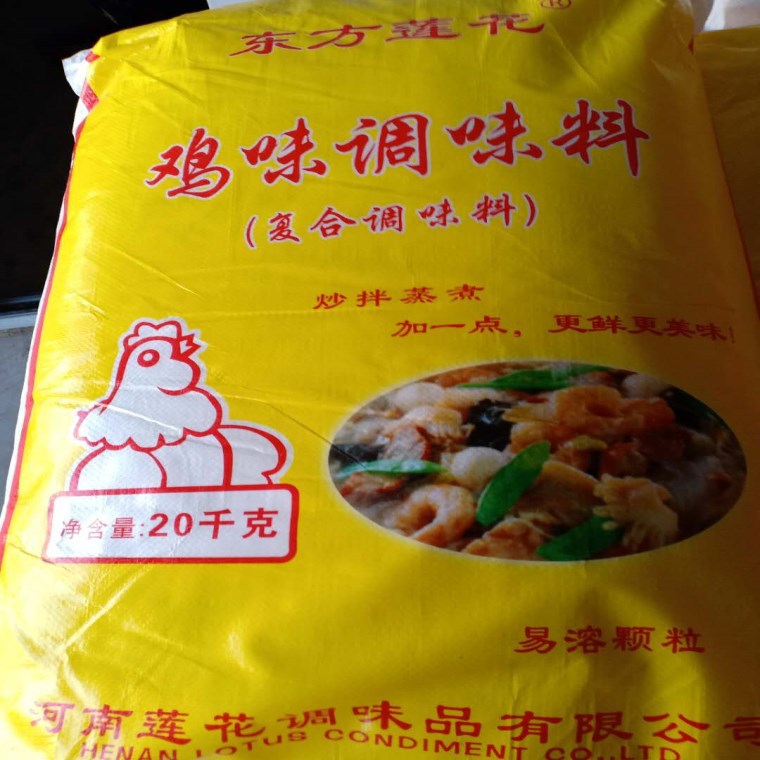 东方莲花®
鸡味调味料
(复合调味料)
炒拌蒸煮
加一点，更鲜更美味！
净含量:20千克
易溶颗粒
河南莲花调味品有限公司
HENAN LOTUS CONDIMENT CO.,LTD